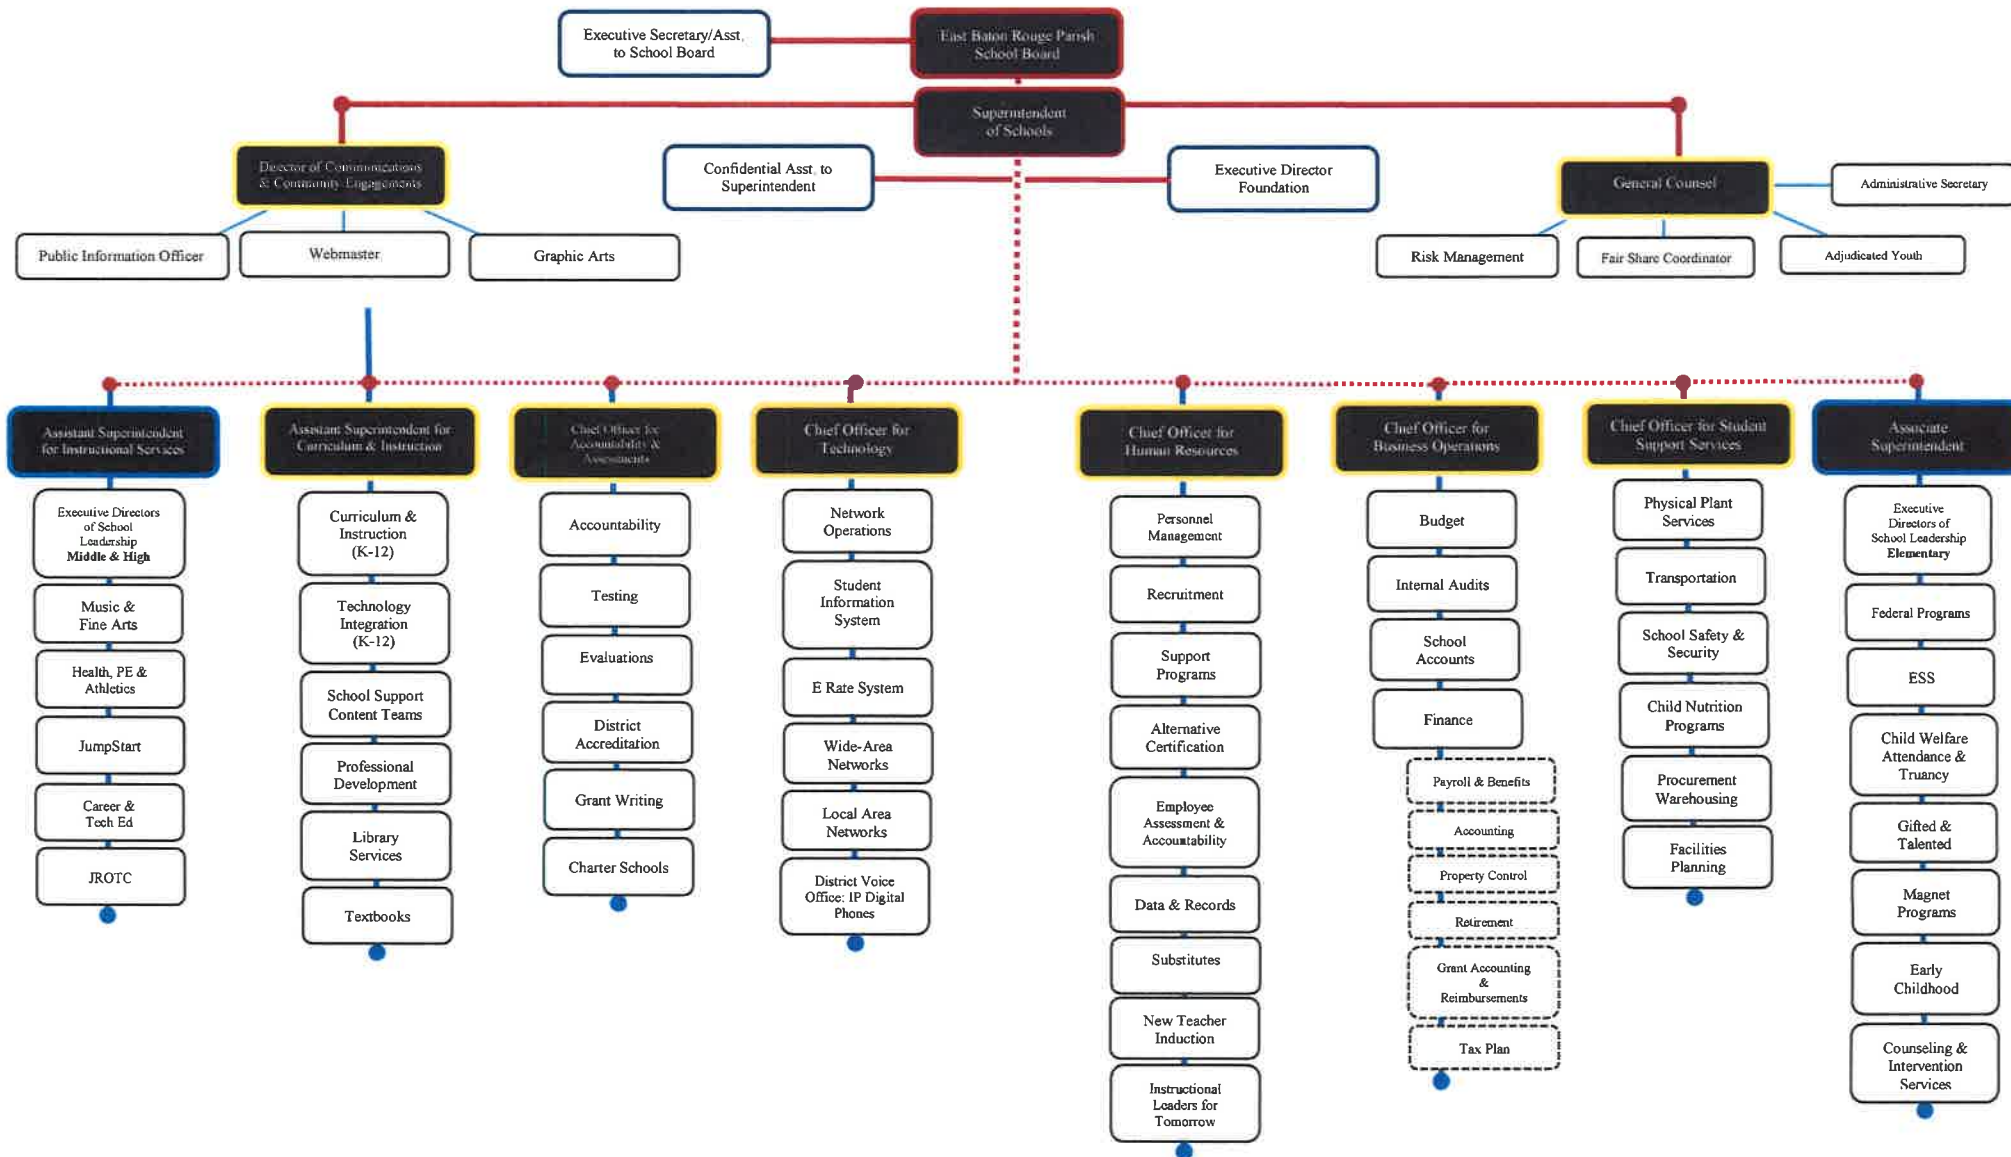 Executive Secretary/Asst.
to School Board
East Baton Rouge Parish
School Board
Superintendent
of Schools
Director of Communications
& Community Engagements
Confidential Asst. to
Superintendent
Executive Director
Foundation
General Counsel
Administrative Secretary
Public Information Officer
Webmaster
Graphic Arts
Risk Management
Fair Share Coordinator
Adjudicated Youth
Assistant Superintendent
for Instructional Services
Executive Directors
of School
Leadership
Middle & High
Music &
Fine Arts
Health, PE &
Athletics
JumpStart
Career &
Tech Ed
JROTC
Assistant Superintendent for
Curriculum & Instruction
Curriculum &
Instruction
(K-12)
Technology
Integration
(K-12)
School Support
Content Teams
Professional
Development
Library
Services
Textbooks
Chief Officer for
Accountability &
Assessments
Accountability
Testing
Evaluations
District
Accreditation
Grant Writing
Charter Schools
Chief Officer for
Technology
Network
Operations
Student
Information
System
E Rate System
Wide-Area
Networks
Local Area
Networks
District Voice
Office: IP Digital
Phones
Chief Officer for
Human Resources
Personnel
Management
Recruitment
Support
Programs
Alternative
Certification
Employee
Assessment &
Accountability
Data & Records
Substitutes
New Teacher
Induction
Instructional
Leaders for
Tomorrow
Chief Officer for
Business Operations
Budget
Internal Audits
School
Accounts
Finance
Payroll & Benefits
Accounting
Property Control
Retirement
Grant Accounting
&
Reimbursements
Tax Plan
Chief Officer for Student
Support Services
Physical Plant
Services
Transportation
School Safety &
Security
Child Nutrition
Programs
Procurement
Warehousing
Facilities
Planning
Associate
Superintendent
Executive
Directors of
School Leadership
Elementary
Federal Programs
ESS
Child Welfare
Attendance &
Truancy
Gifted &
Talented
Magnet
Programs
Early
Childhood
Counseling &
Intervention
Services